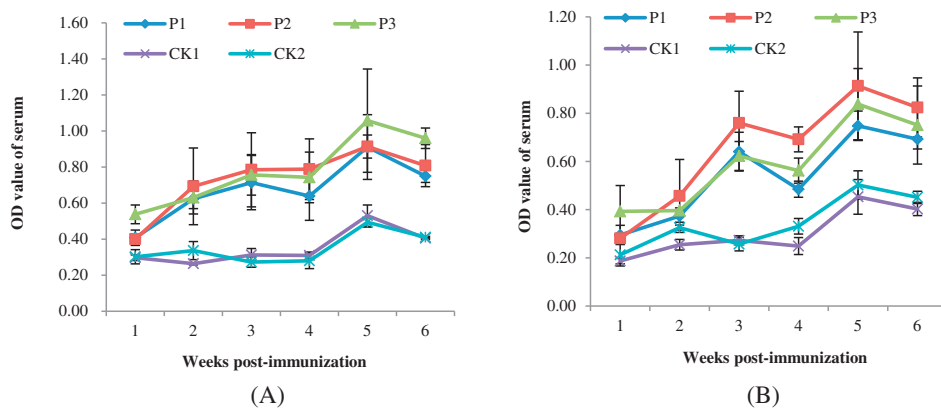 P1 P2 P3
CK1 CK2
OD value of serum
1.60
1.40
1.20
1.00
0.80
0.60
0.40
0.20
0.00
1 2 3 4 5 6
Weeks post-immunization
(A)
P1 P2 P3
CK1 CK2
OD value of serum
1.20
1.00
0.80
0.60
0.40
0.20
0.00
1 2 3 4 5 6
Weeks post-immunization
(B)